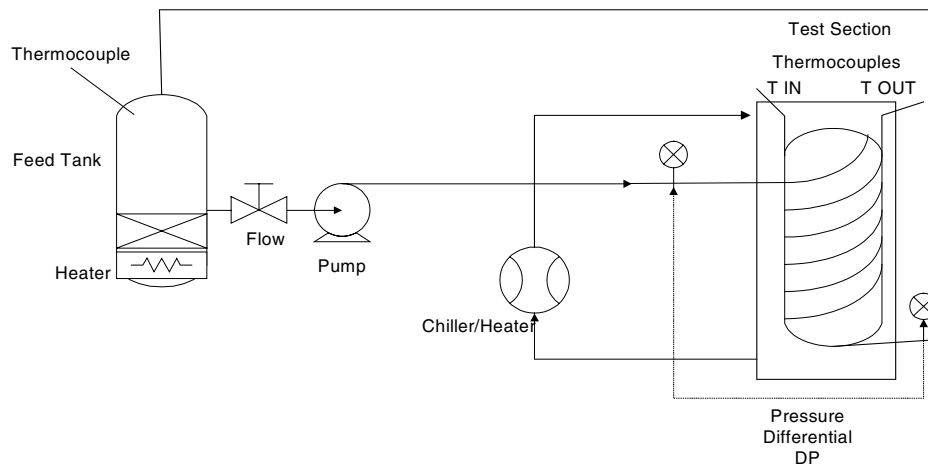 Test Section
Thermocouple
Thermocouples
T IN
T OUT
Feed Tank
Flow
Pump
Heater
Chiller/Heater
Pressure
Differential
DP